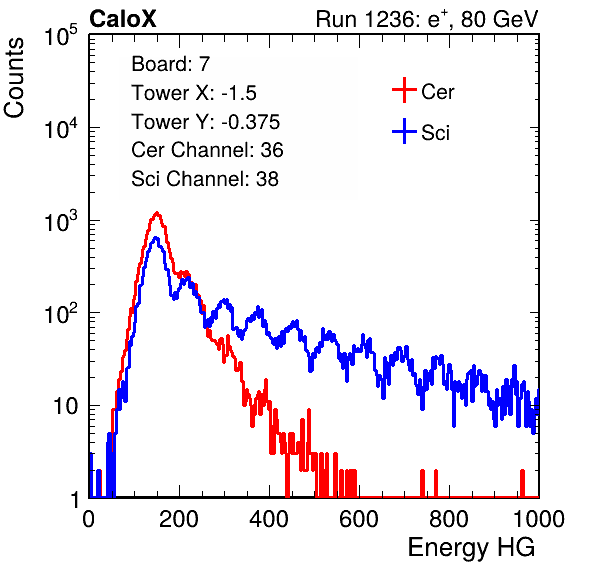 CaloX Run 1236: e⁺, 80 GeV
Counts
Board: 7
Tower X: -1.5
Tower Y: -0.375
Cer Channel: 36
Sci Channel: 38
Cer
Sci
10⁵
10⁴
10³
10²
10
1
0 200 400 600 800 1000
Energy HG